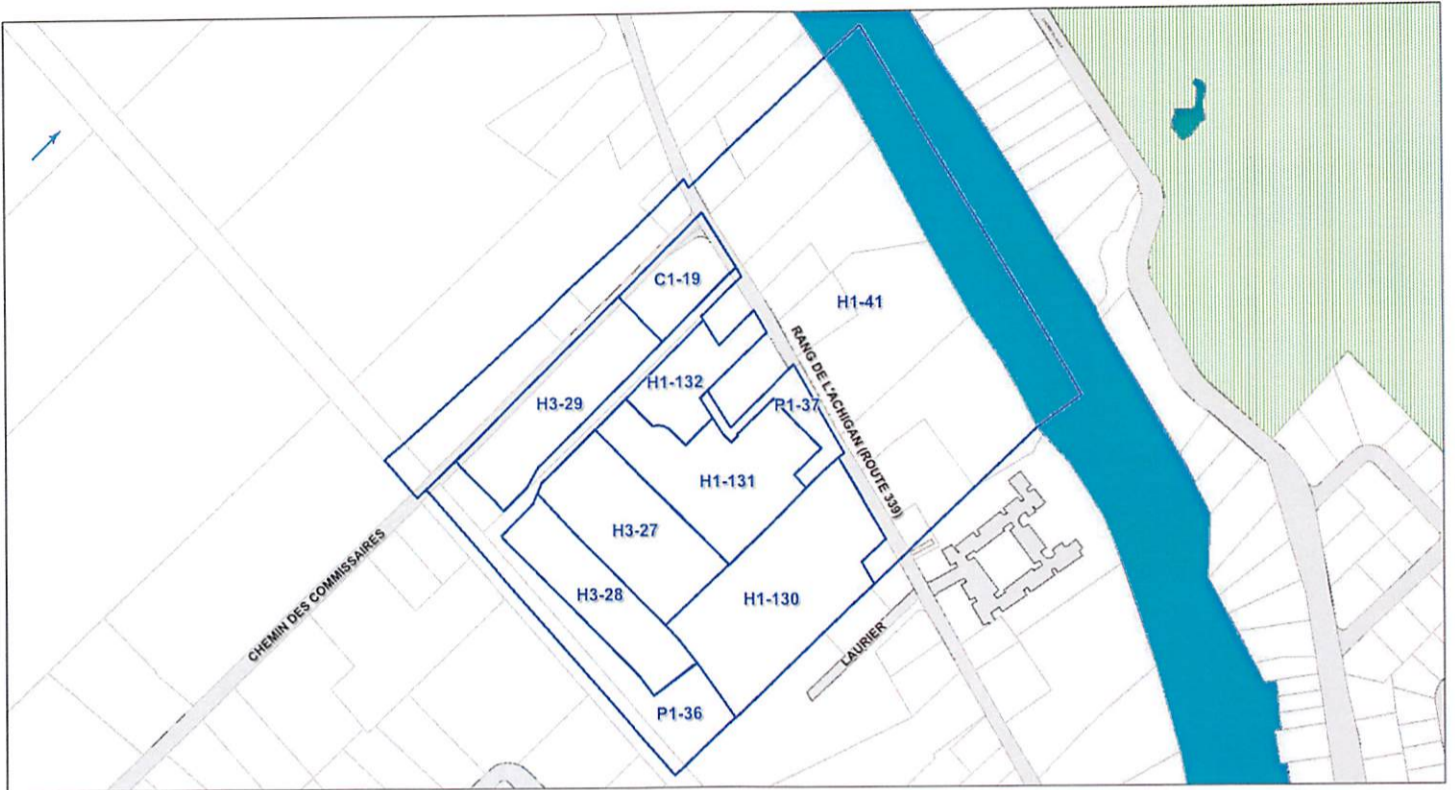 C1-19
H1-41
RANG DE L'ACHIGAN (ROUTE 339)
H1-132
H3-29
P1-37
H1-131
H3-27
H3-28
H1-130
CHEMIN DES COMMISSAIRES
LAURIER
P1-36